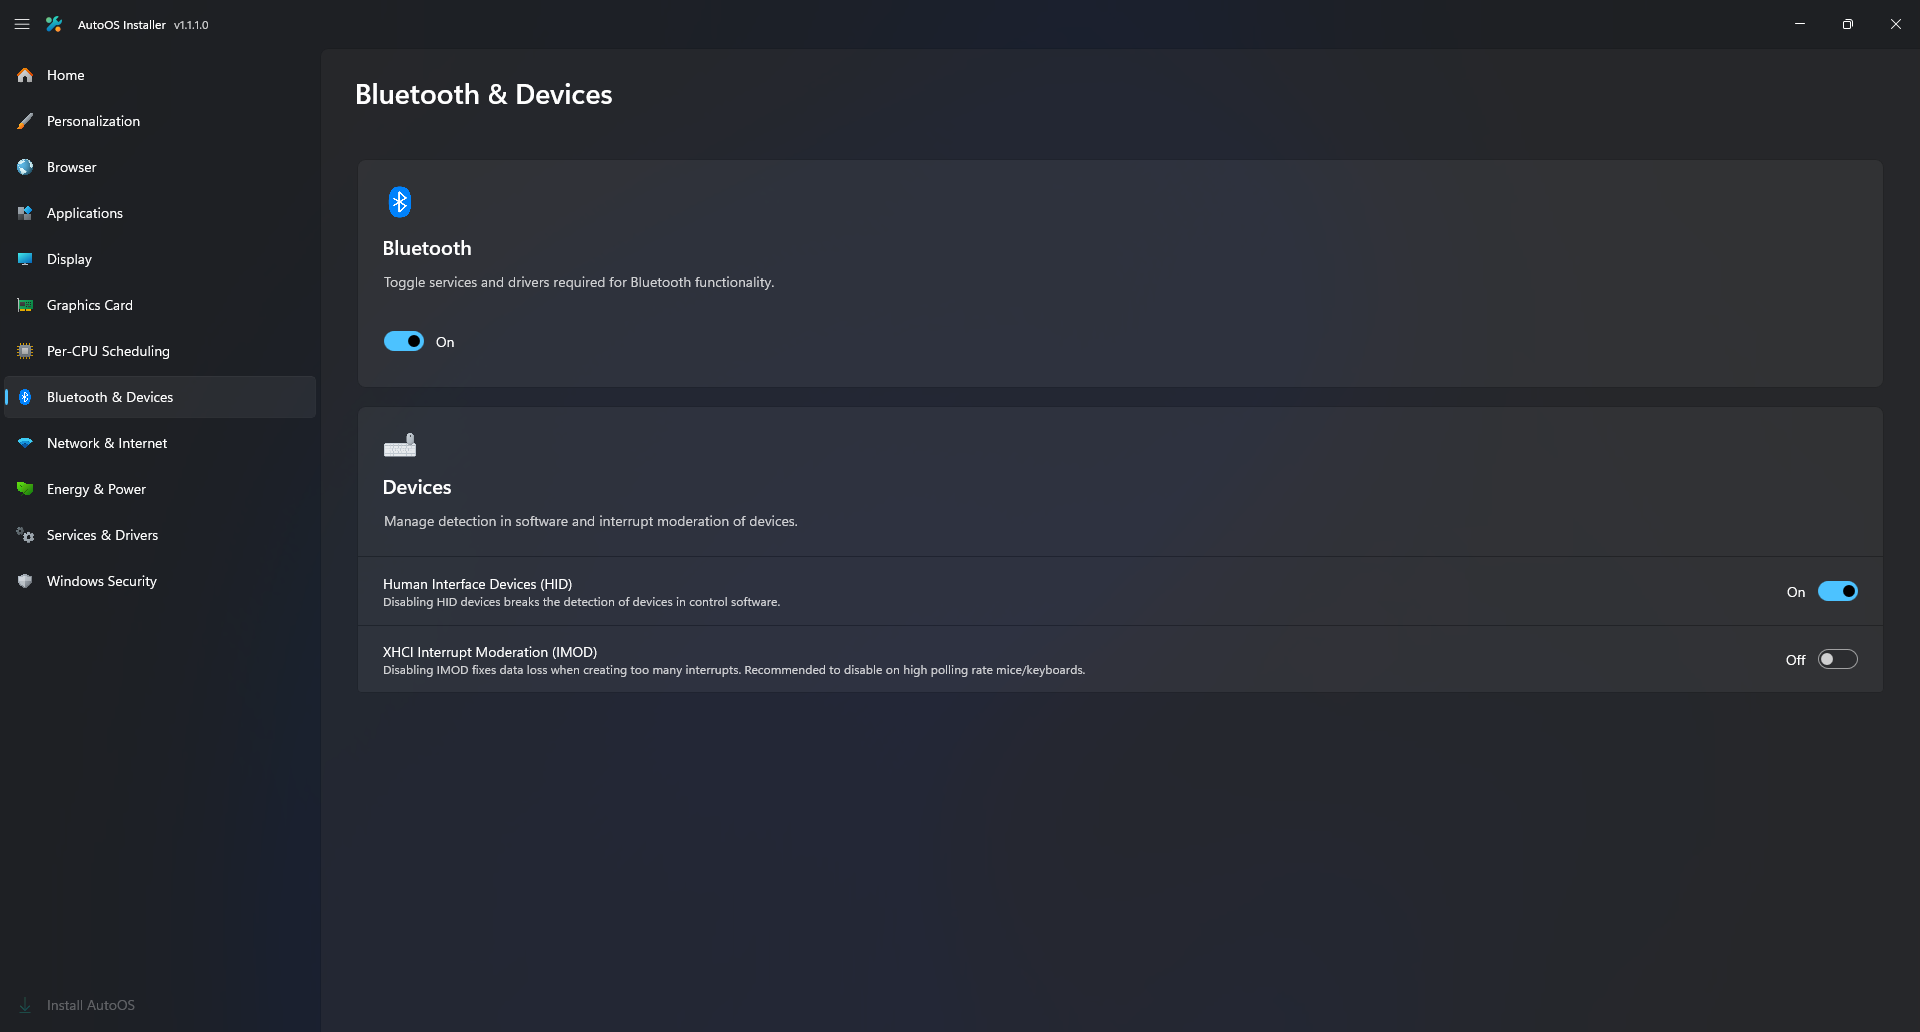 AutoOS Installer v1.1.1.0
Home
Personalization
Browser
Applications
Display
Graphics Card
Per-CPU Scheduling
Bluetooth & Devices
Network & Internet
Energy & Power
Services & Drivers
Windows Security
Install AutoOS
Bluetooth & Devices
Bluetooth
Toggle services and drivers required for Bluetooth functionality.
On
Devices
Manage detection in software and interrupt moderation of devices.
Human Interface Devices (HID)
Disabling HID devices breaks the detection of devices in control software.
On
XHCI Interrupt Moderation (IMOD)
Disabling IMOD fixes data loss when creating too many interrupts. Recommended to disable on high polling rate mice/keyboards.
Off